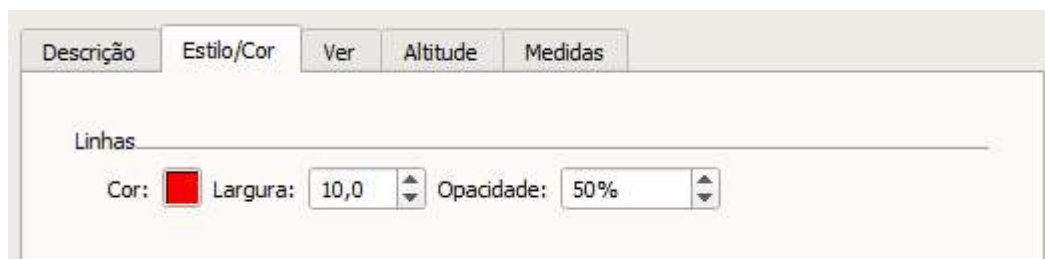 Descrição Estilo/Cor Ver Altitude Medidas
Linhas
Cor: Largura: 10,0 Opacidade: 50%